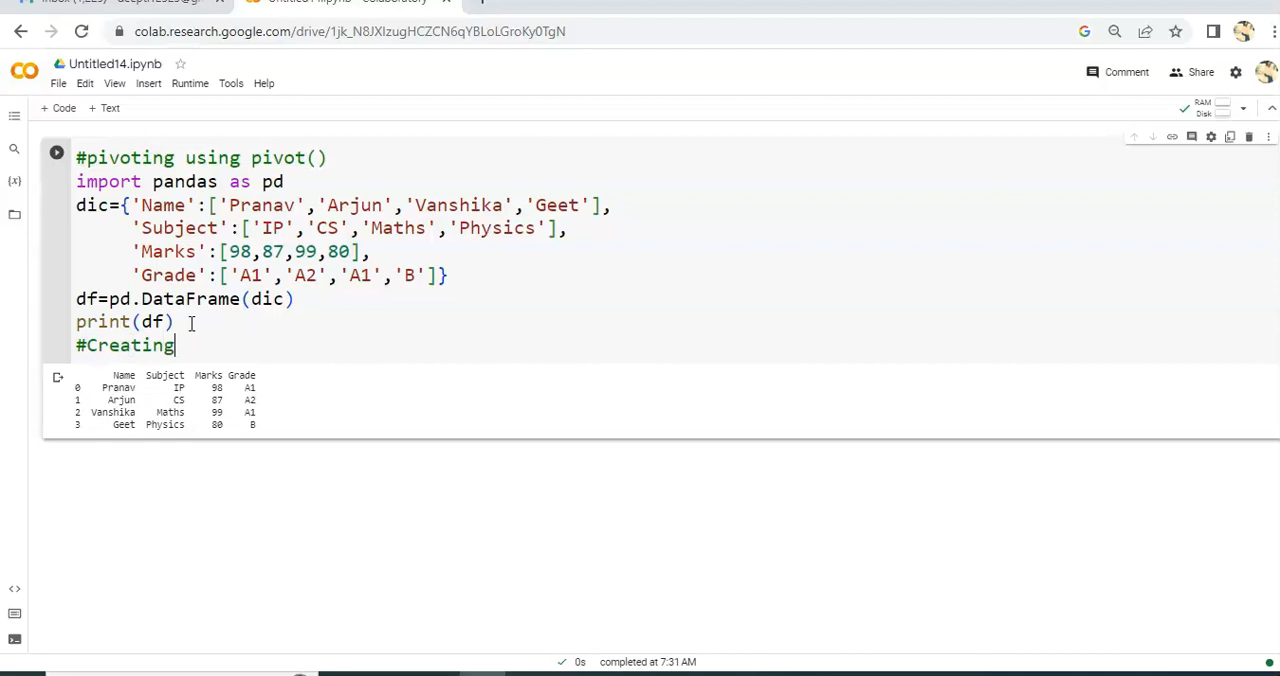 colab.research.google.com/drive/1jk_N8JXlzugHCZCN6qYBLoLGroKy0TgN
Untitled14.ipynb
File Edit View Insert Runtime Tools Help
Comment Share
+ Code + Text
RAM
Disk
#pivoting using pivot()
import pandas as pd
dic={'Name':['Pranav','Arjun','Vanshika','Geet'],
'Subject':['IP','CS','Maths','Physics'],
'Marks':[98,87,99,80],
'Grade':['A1','A2','A1','B']}
df=pd.DataFrame(dic)
print(df)
#Creating
Name Subject Marks Grade
0 Pranav IP 98 A1
1 Arjun CS 87 A2
2 Vanshika Maths 99 A1
3 Geet Physics 80 B
0s completed at 7:31 AM